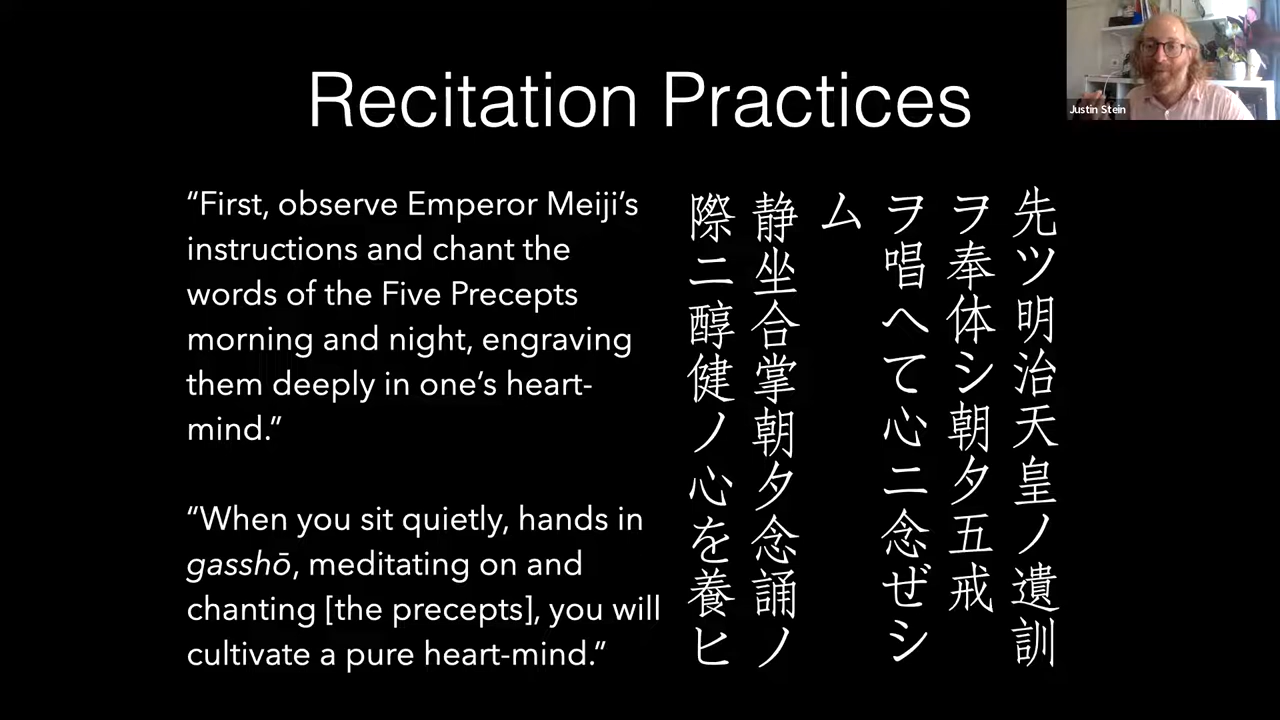 Recitation Practices
Justin Stein
“First, observe Emperor Meiji’s
instructions and chant the
words of the Five Precepts
morning and night, engraving
them deeply in one’s heart-
mind.”
“When you sit quietly, hands in
gasshō, meditating on and
chanting [the precepts], you will
cultivate a pure heart-mind.”
先ツ明治天皇ノ遺訓
ヲ奉体シ朝夕五戒
ヲ唱へて心ニ念ぜシ
ム
静坐合掌朝夕念誦ノ
際ニ醇健ノ心を養ヒ